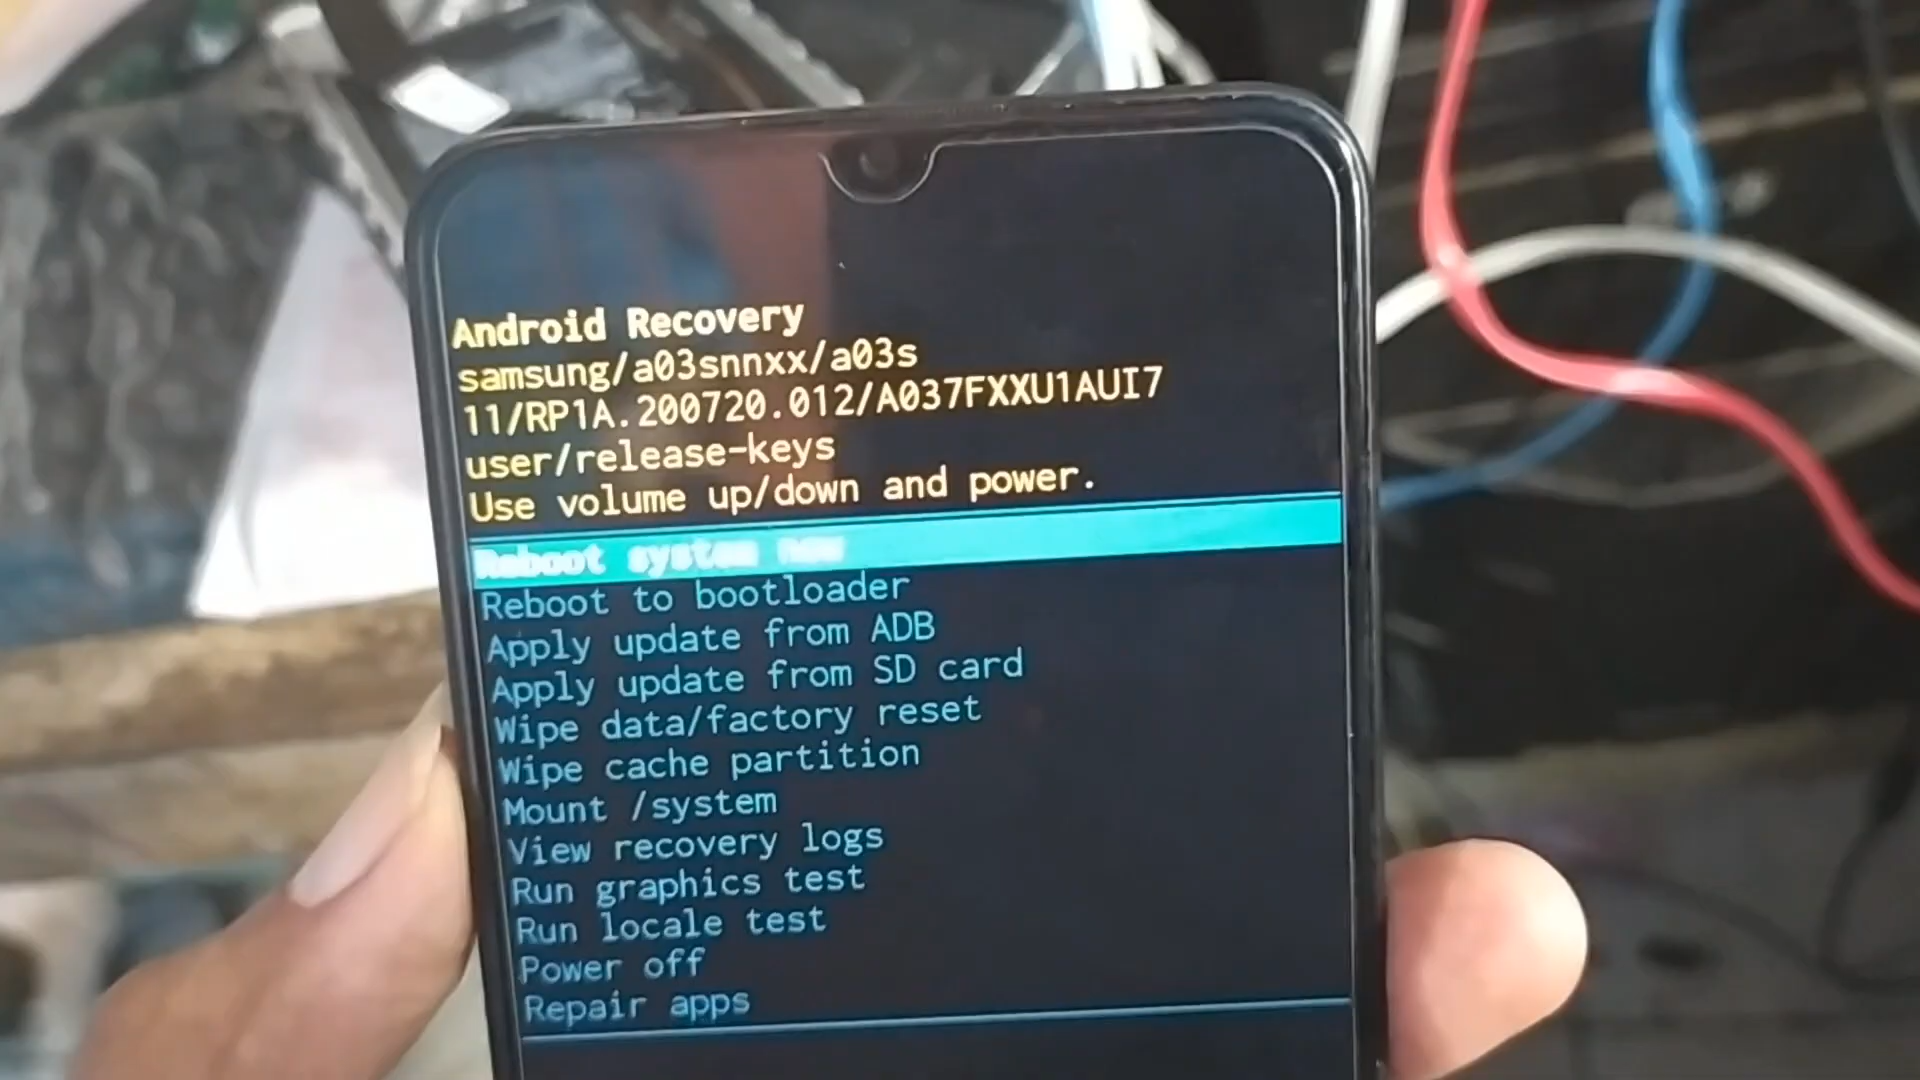 Android Recovery
samsung/a03snnxx/a03s
11/RP1A.200720.012/A037FXXU1AUI7
user/release-keys
Use volume up/down and power.
Reboot system now
Reboot to bootloader
Apply update from ADB
Apply update from SD card
Wipe data/factory reset
Wipe cache partition
Mount /system
View recovery logs
Run graphics test
Run locale test
Power off
Repair apps